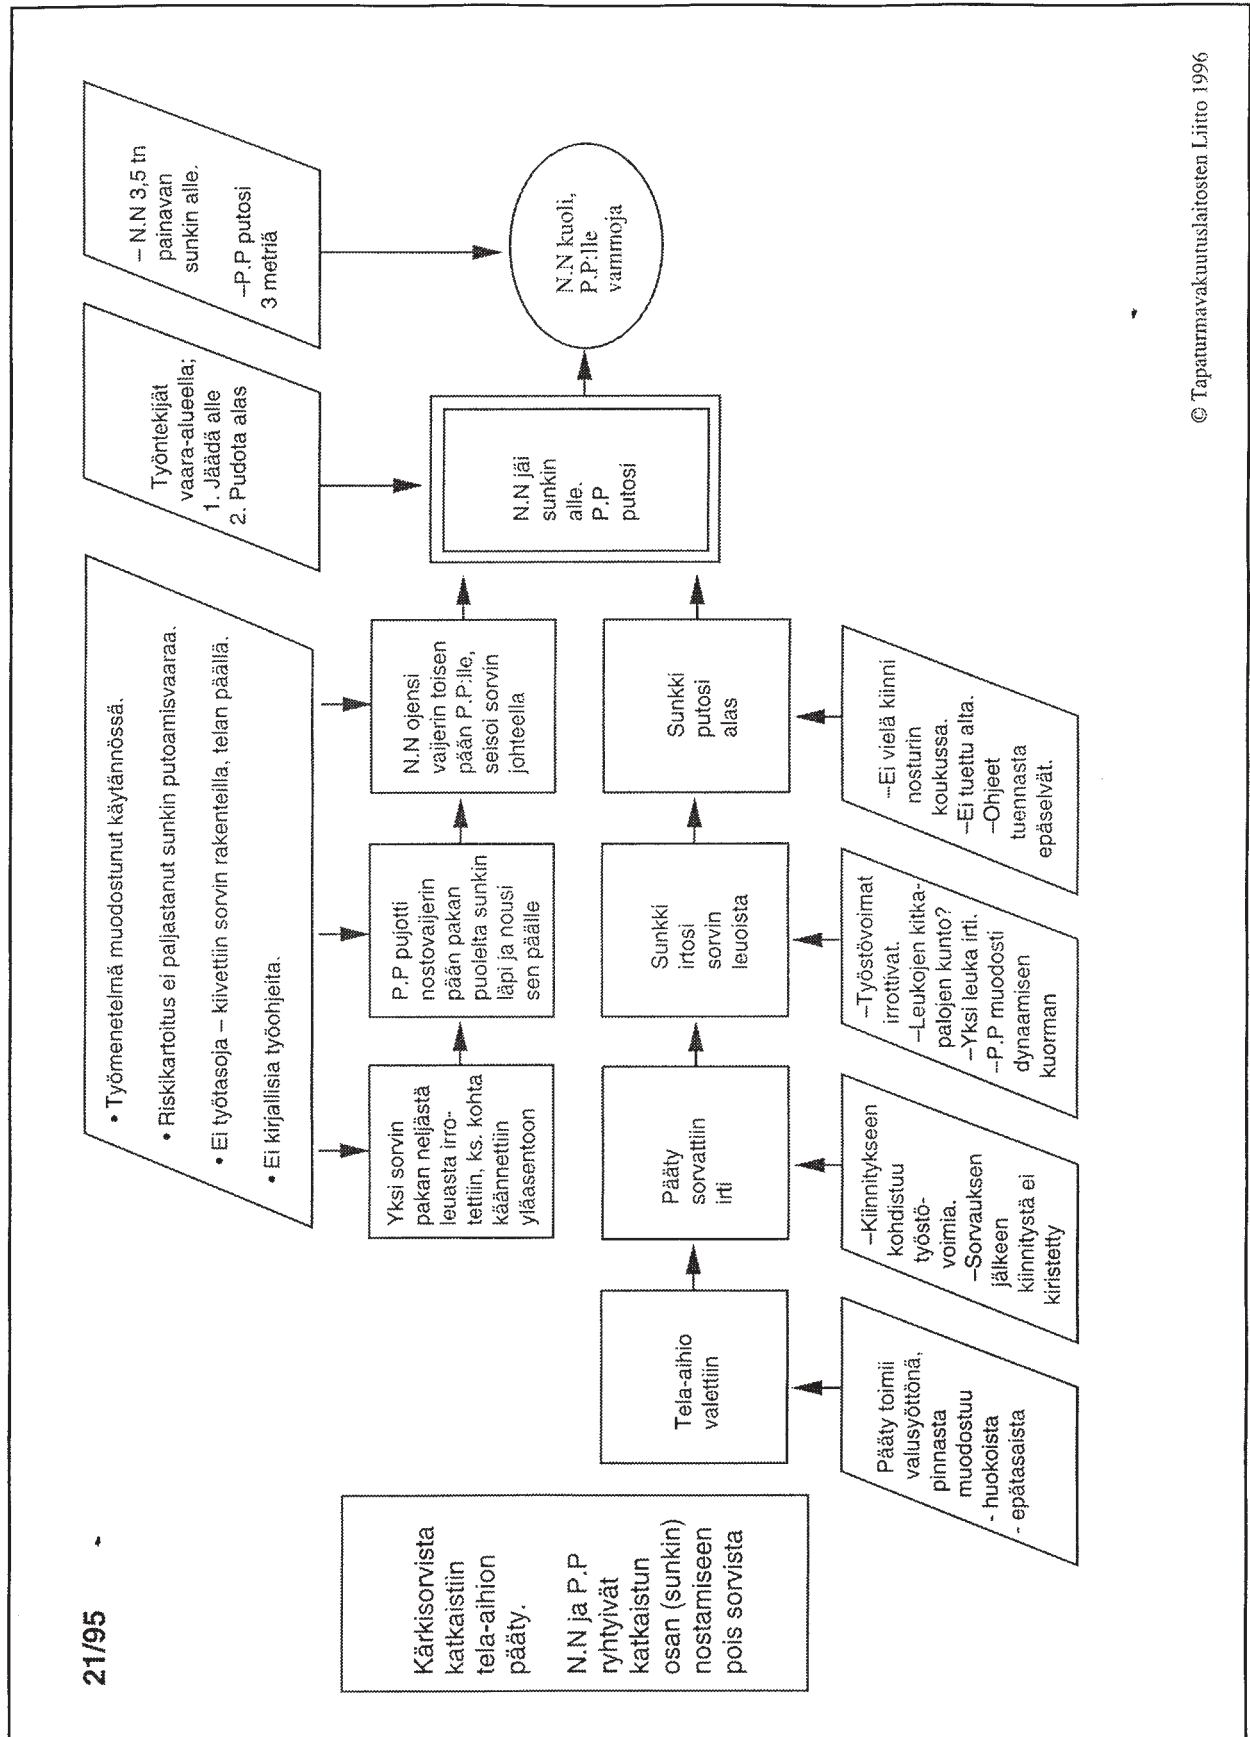 21/95
Kärkisorvista
katkaistiin
tela-aihion
pääty.
N.N ja P.P
ryhtyivät
katkaistun
osan (sunkin)
nostamiseen
pois sorvista
• Työmenetelmä muodostunut käytännössä.
• Riskikartoitus ei paljastanut sunkin putoamisvaaraa.
• Ei työtasoja – kiivettiin sorvin rakenteilla, telan päällä.
• Ei kirjallisia työohjeita.
Työntekijät
vaara-alueella;
1. Jäädä alle
2. Pudota alas
– N.N 3,5 tn
painavan
sunkin alle.
–P.P putosi
3 metriä
Yksi sorvin
pakan neljästä
leuasta irro-
tettiin, ks. kohta
käännettiin
yläasentoon
P.P pujotti
nostovaijerin
pään pakan
puolelta sunkin
läpi ja nousi
sen päälle
N.N ojensi
vaijerin toisen
pään P.P:lle,
seisoi sorvin
johteella
N.N jäi
sunkin
alle.
P.P
putosi
N.N kuoli,
P.P:lle
vammoja
Tela-aihio
valettiin
Pääty
sorvattiin
irti
Sunkki
irtosi
sorvin
leuoista
Sunkki
putosi
alas
Pääty toimii
valusyöttönä,
pinnasta
muodostuu
- huokoista
- epätasaista
–Kiinnitykseen
kohdistuu
työstö-
voimia.
–Sorvauksen
jälkeen
kiinnitystä ei
kiristetty
–Työstövoimat
irrottivat.
–Leukojen kitka-
palojen kunto?
–Yksi leuka irti.
–P.P muodosti
dynaamisen
kuorman
–Ei vielä kiinni
nosturin
koukussa.
–Ei tuettu alta.
–Ohjeet
tuennasta
epäselvät.
© Tapaturmavakuutuslaitosten Liitto 1996